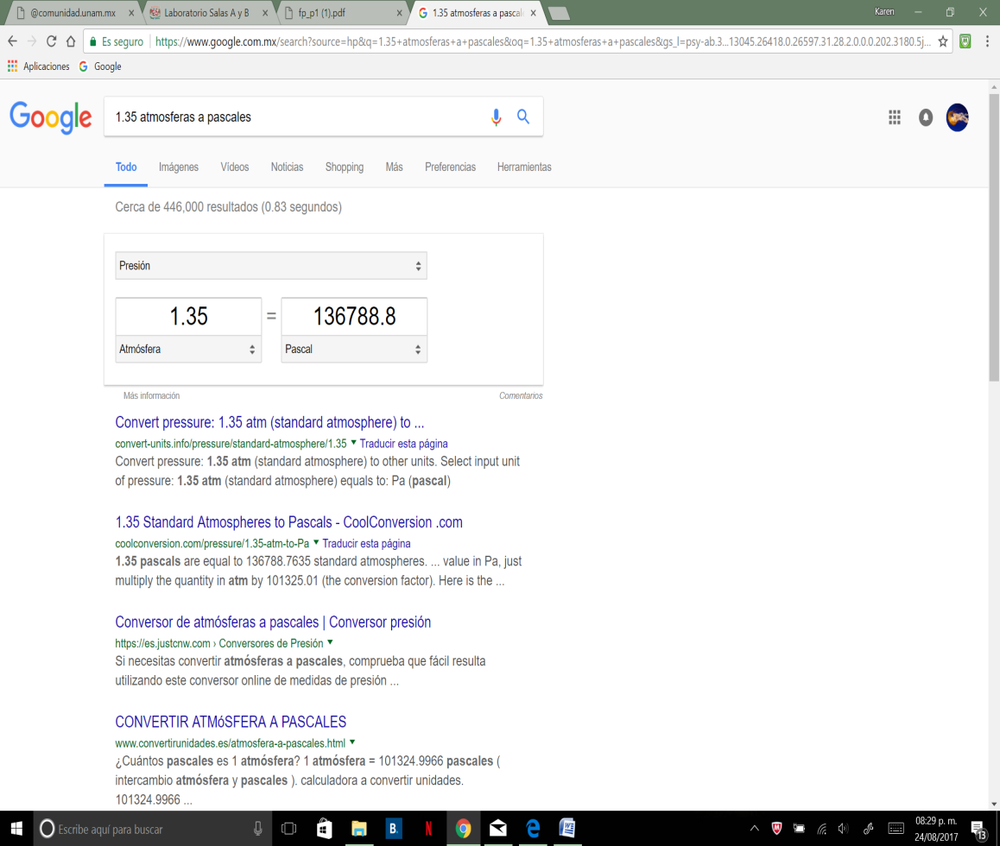 @comunidad.unam.mx
Laboratorio Salas A y B
fp_p1 (1).pdf
1.35 atmosferas a pascale
Karen
Es seguro
https://www.google.com.mx/search?source=hp&q=1.35+atmosferas+a+pascales&oq=1.35+atmosferas+a+pascales&gs_l=psy-ab.3...13045.26418.0.26597.31.28.2.0.0.0.202.3180.5j...
Aplicaciones
Google
Google
1.35 atmosferas a pascales
Todo
Imágenes
Vídeos
Noticias
Shopping
Más
Preferencias
Herramientas
Cerca de 446,000 resultados (0.83 segundos)
Presión
1.35 = 136788.8
Atmósfera
Pascal
Más información
Comentarios
Convert pressure: 1.35 atm (standard atmosphere) to ...
convert-units.info/pressure/standard-atmosphere/1.35 ▼ Traducir esta página
Convert pressure: 1.35 atm (standard atmosphere) to other units. Select input unit
of pressure: 1.35 atm (standard atmosphere) equals to: Pa (pascal)
1.35 Standard Atmospheres to Pascals - CoolConversion .com
coolconversion.com/pressure/1.35-atm-to-Pa ▼ Traducir esta página
1.35 pascals are equal to 136788.7635 standard atmospheres. ... value in Pa, just
multiply the quantity in atm by 101325.01 (the conversion factor). Here is the ...
Conversor de atmósferas a pascales | Conversor presión
https://es.justcnw.com › Conversores de Presión ▼
Si necesitas convertir atmósferas a pascales, comprueba que fácil resulta
utilizando este conversor online de medidas de presión ...
CONVERTIR ATMóSFERA A PASCALES
www.convertirunidades.es/atmosfera-a-pascales.html ▼
¿Cuántos pascales es 1 atmósfera? 1 atmósfera = 101324.9966 pascales (
intercambio atmósfera y pascales ). calculadora a convertir unidades.
101324.9966 ...
Escribe aquí para buscar
B.
N
08:29 p. m.
24/08/2017
13